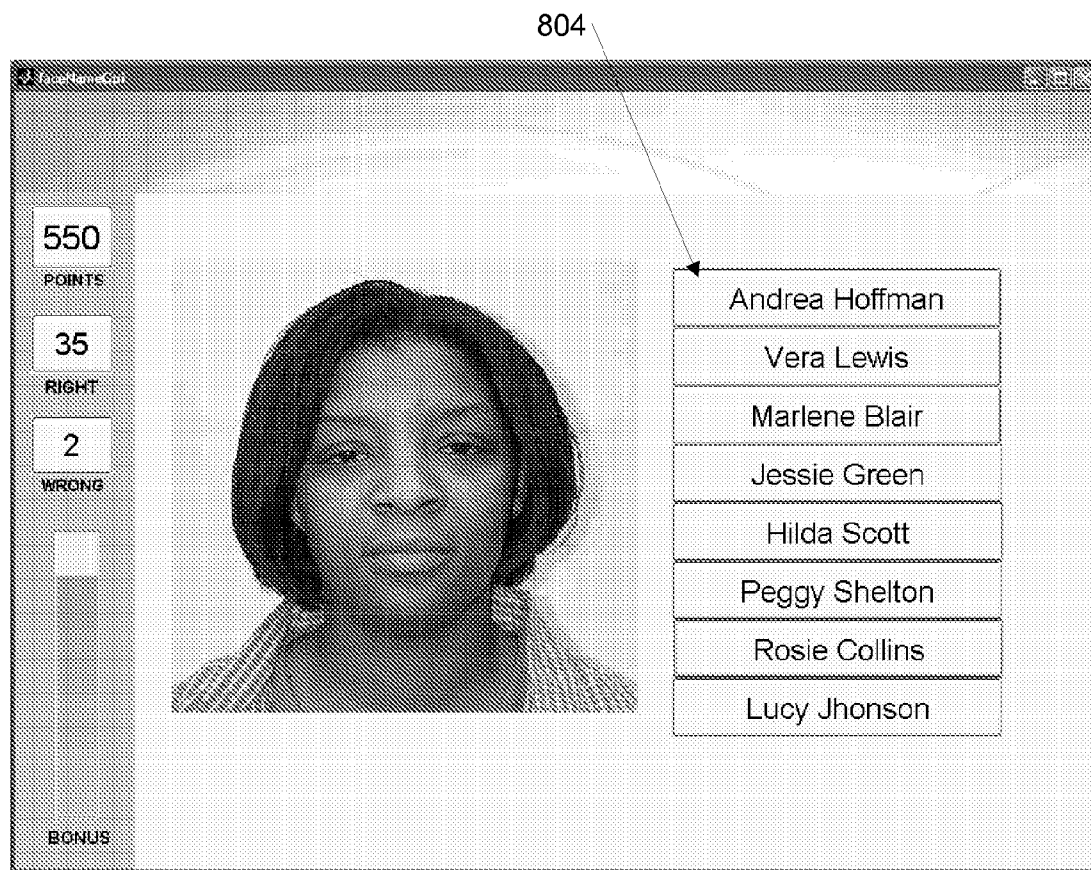 804
faceNameGui
550
POINTS
35
RIGHT
2
WRONG
BONUS
Andrea Hoffman
Vera Lewis
Marlene Blair
Jessie Green
Hilda Scott
Peggy Shelton
Rosie Collins
Lucy Jhonson